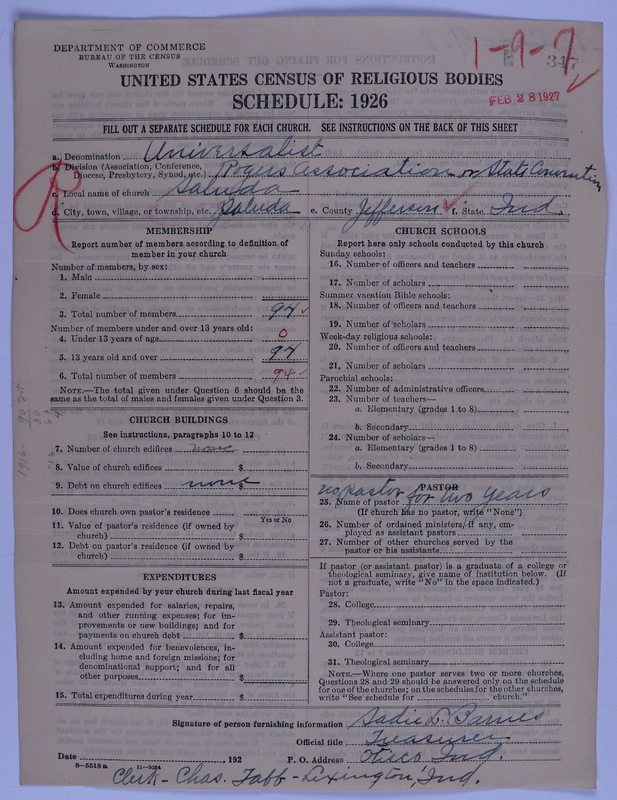 DEPARTMENT OF COMMERCE
BUREAU OF THE CENSUS
WASHINGTON
1-9-7
347
FEB 28 1927
UNITED STATES CENSUS OF RELIGIOUS BODIES
SCHEDULE: 1926
FILL OUT A SEPARATE SCHEDULE FOR EACH CHURCH. SEE INSTRUCTIONS ON THE BACK OF THIS SHEET
a. Denomination Universalist
b. Division (Association, Conference, Diocese, Presbytery, Synod, etc.) Association or State Convention
c. Local name of church Saluda
d. City, town, village, or township, etc. Saluda e. County Jefferson f. State Ind.
MEMBERSHIP
Report number of members according to definition of
member in your church
Number of members, by sex:
1. Male
2. Female
3. Total number of members 94
Number of members under and over 13 years old:
4. Under 13 years of age 0
5. 13 years old and over 94
6. Total number of members 94
NOTE.—The total given under Question 6 should be the
same as the total of males and females given under Question 3.
CHURCH BUILDINGS
See instructions, paragraphs 10 to 12
7. Number of church edifices none
8. Value of church edifices $
9. Debt on church edifices none $
10. Does church own pastor's residence
Yes or No
11. Value of pastor's residence (if owned by
church) $
12. Debt on pastor's residence (if owned by
church) $
EXPENDITURES
Amount expended by your church during last fiscal year
13. Amount expended for salaries, repairs,
and other running expenses; for im-
provements or new buildings; and for
payments on church debt $
14. Amount expended for benevolences, in-
cluding home and foreign missions; for
denominational support; and for all
other purposes $
15. Total expenditures during year $
CHURCH SCHOOLS
Report here only schools conducted by this church
Sunday schools:
16. Number of officers and teachers
17. Number of scholars
Summer vacation Bible schools:
18. Number of officers and teachers
19. Number of scholars
Week-day religious schools:
20. Number of officers and teachers
21. Number of scholars
Parochial schools:
22. Number of administrative officers
23. Number of teachers—
a. Elementary (grades 1 to 8)
b. Secondary
24. Number of scholars—
a. Elementary (grades 1 to 8)
b. Secondary
PASTOR
no pastor for two years
25. Name of pastor
(If church has no pastor, write "None")
26. Number of ordained ministers, if any, em-
ployed as assistant pastors
27. Number of other churches served by the
pastor or his assistants
If pastor (or assistant pastor) is a graduate of a college or
theological seminary, give name of institution below. (If
not a graduate, write "No" in the space indicated.)
Pastor:
28. College
29. Theological seminary
Assistant pastor:
30. College
31. Theological seminary
NOTE.—Where one pastor serves two or more churches,
Questions 28 and 29 should be answered only on the schedule
for one of the churches; on the schedules for the other churches,
write "See schedule for church."
Signature of person furnishing information Sadie D. Barnes
Official title Treasurer
Date , 192 P. O. Address Otisco Ind.
8-5518a 11-9064
Clerk - Chas. Tabb - Lexington, Ind.